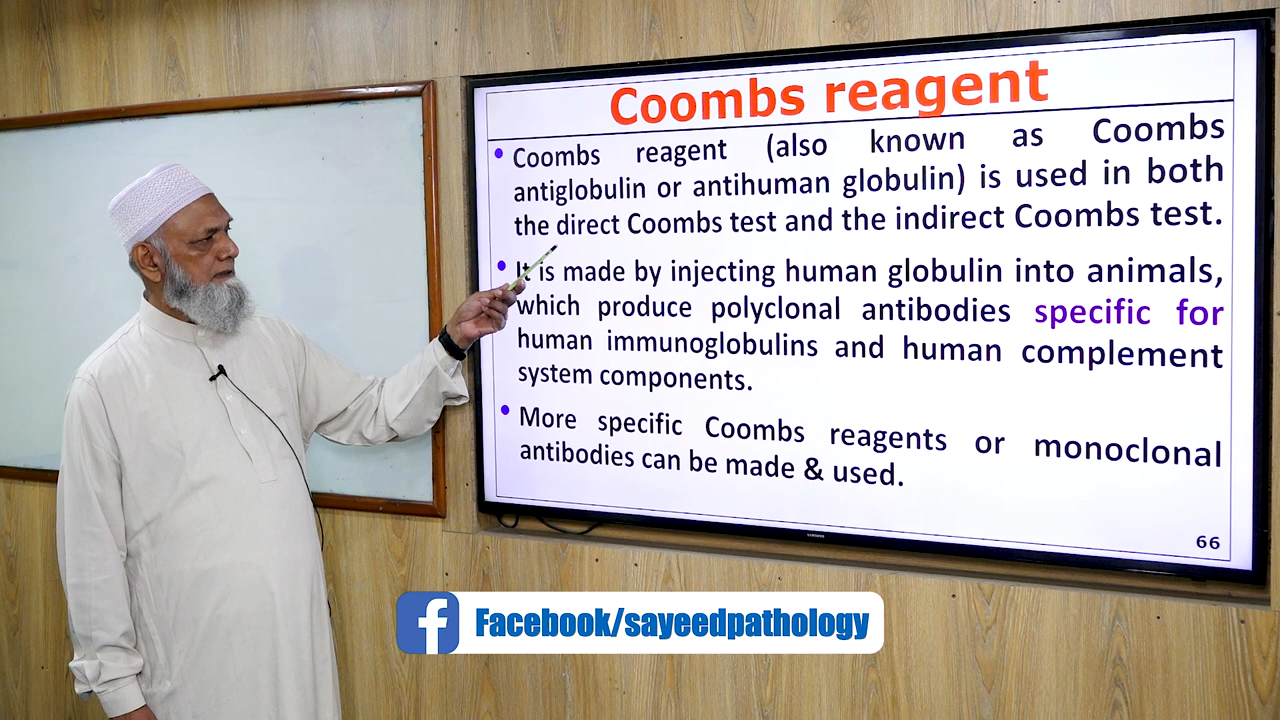 Coombs reagent
• Coombs reagent (also known as Coombs
antiglobulin or antihuman globulin) is used in both
the direct Coombs test and the indirect Coombs test.
• It is made by injecting human globulin into animals,
which produce polyclonal antibodies specific for
human immunoglobulins and human complement
system components.
• More specific Coombs reagents or monoclonal
antibodies can be made & used.
66
SAMSUNG
f Facebook/sayeedpathology